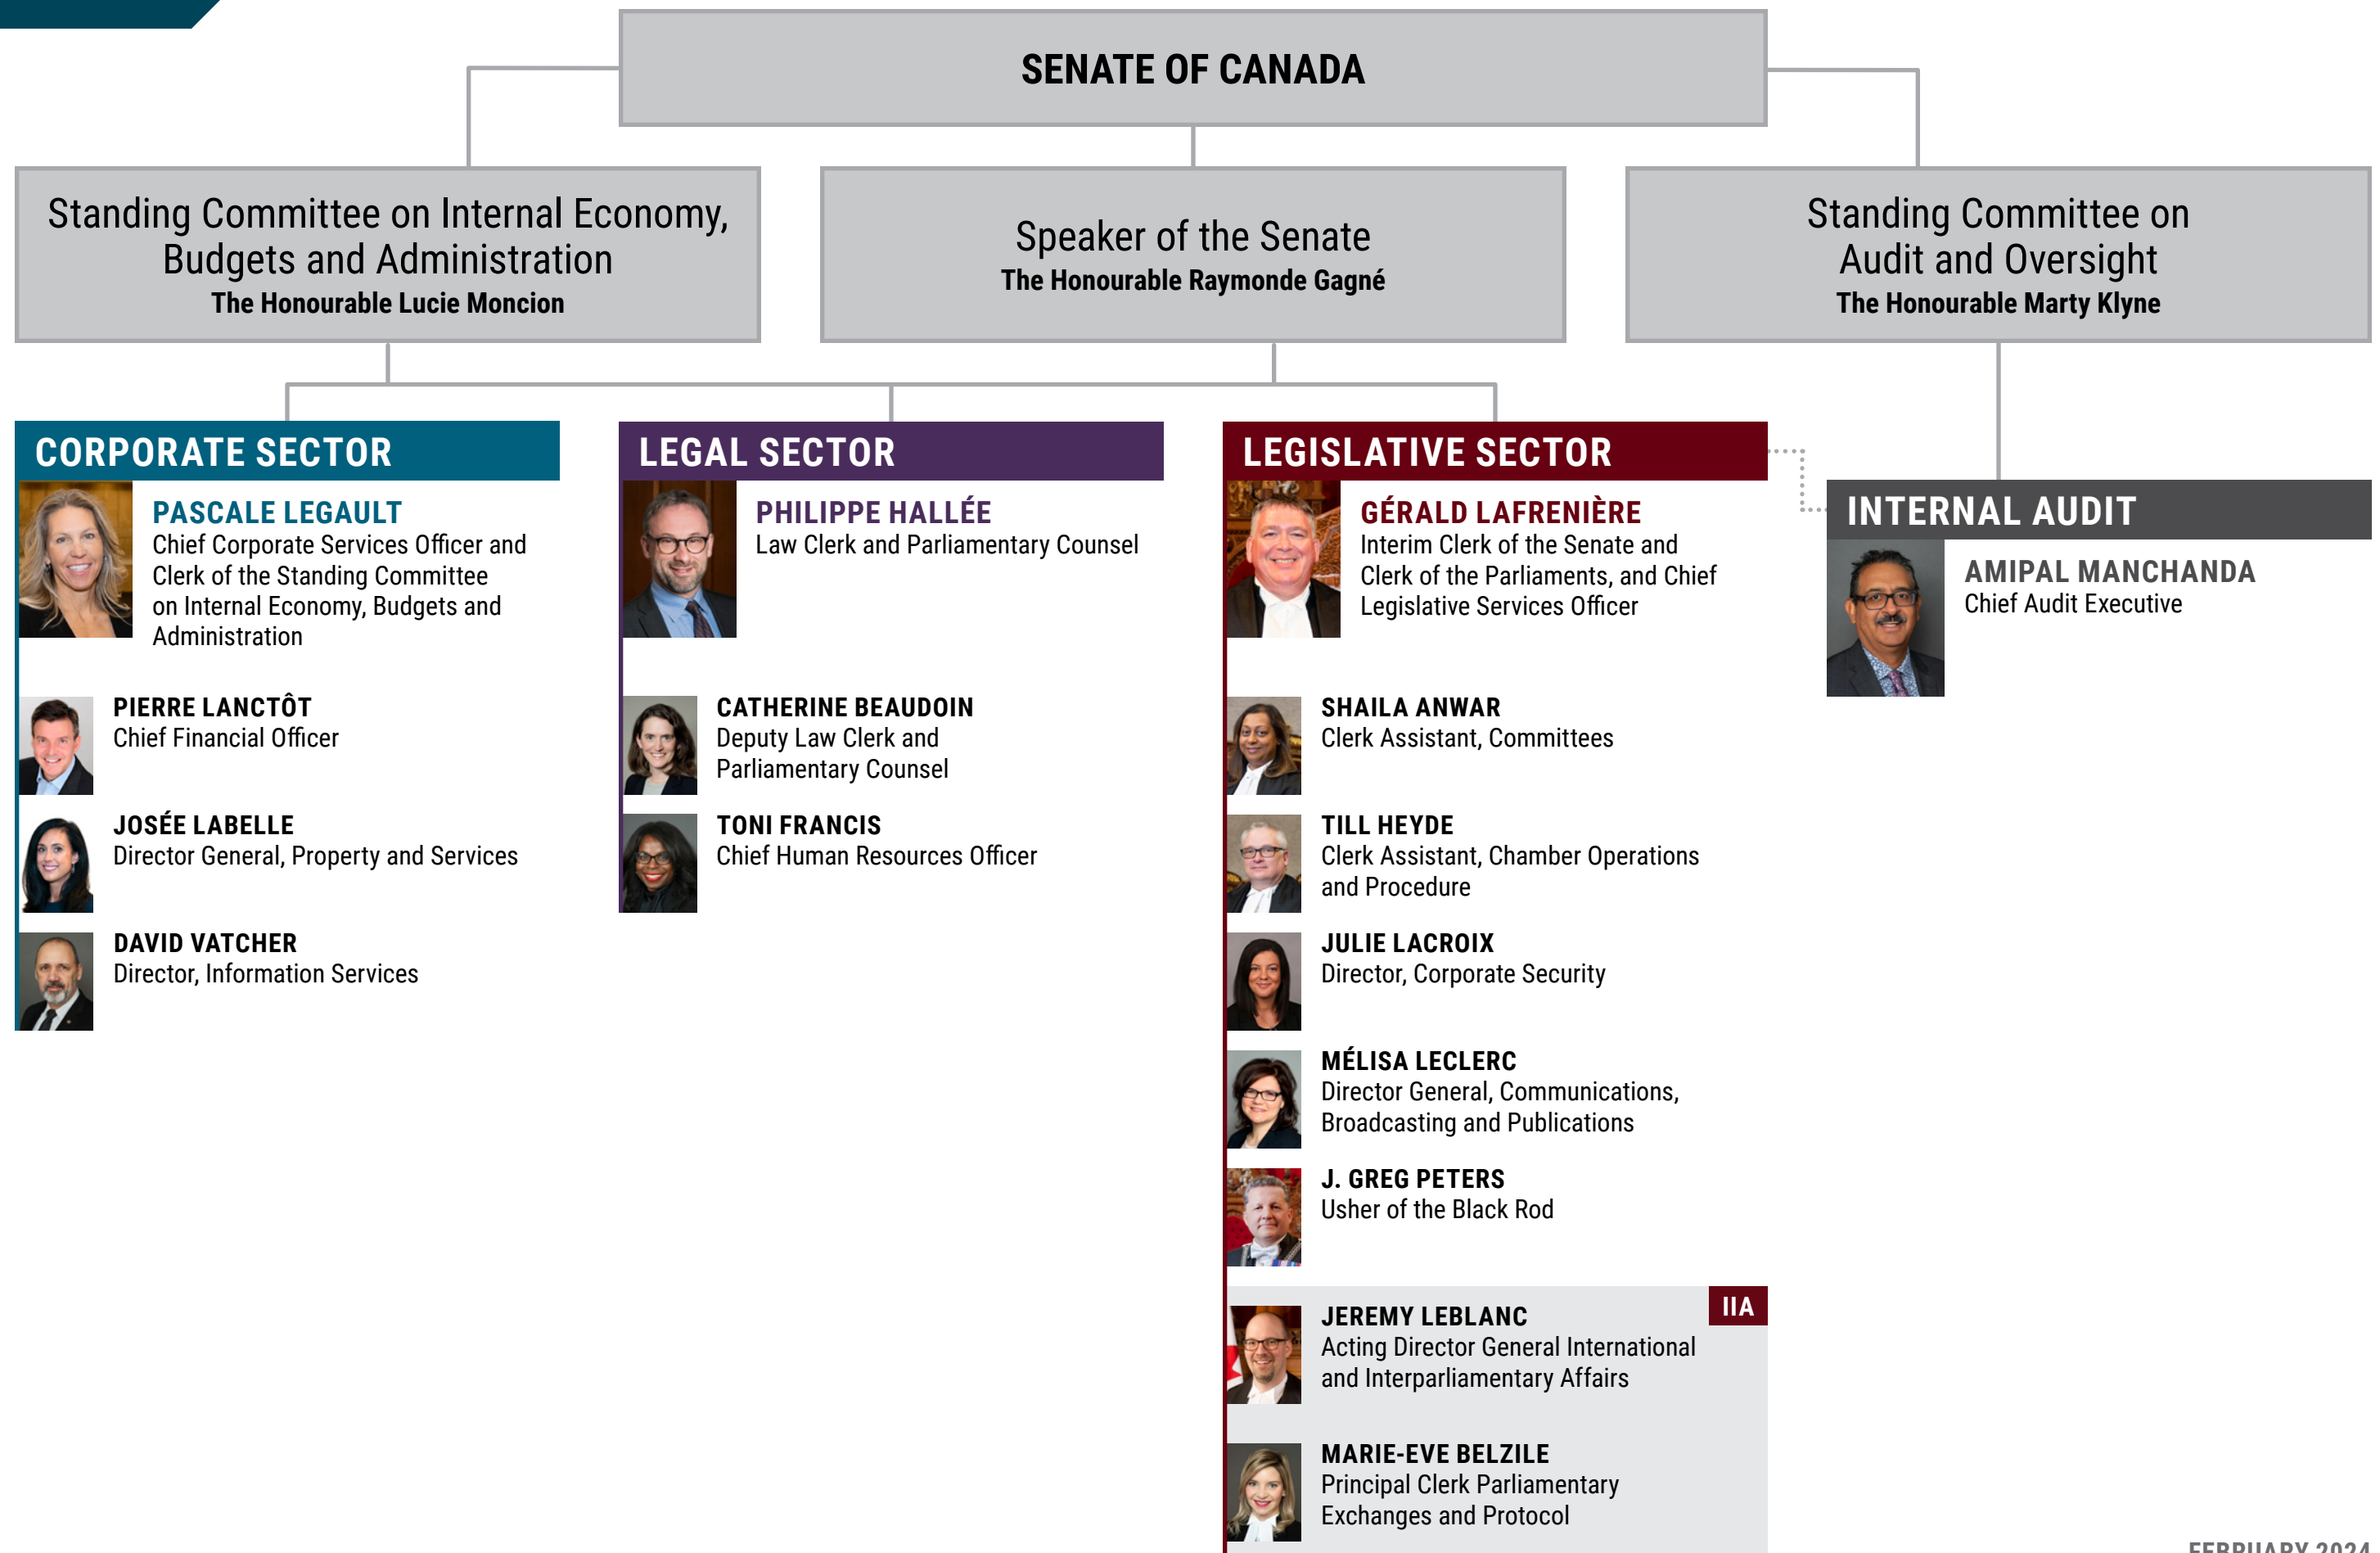 SENATE OF CANADA
Standing Committee on Internal Economy,
Budgets and Administration
The Honourable Lucie Moncion
Speaker of the Senate
The Honourable Raymonde Gagné
Standing Committee on
Audit and Oversight
The Honourable Marty Klyne
CORPORATE SECTOR
PASCALE LEGAULT
Chief Corporate Services Officer and
Clerk of the Standing Committee
on Internal Economy, Budgets and
Administration
PIERRE LANCTÔT
Chief Financial Officer
JOSÉE LABELLE
Director General, Property and Services
DAVID VATCHER
Director, Information Services
LEGAL SECTOR
PHILIPPE HALLÉE
Law Clerk and Parliamentary Counsel
CATHERINE BEAUDOIN
Deputy Law Clerk and
Parliamentary Counsel
TONI FRANCIS
Chief Human Resources Officer
LEGISLATIVE SECTOR
GÉRALD LAFRENIÈRE
Interim Clerk of the Senate and
Clerk of the Parliaments, and Chief
Legislative Services Officer
SHAILA ANWAR
Clerk Assistant, Committees
TILL HEYDE
Clerk Assistant, Chamber Operations
and Procedure
JULIE LACROIX
Director, Corporate Security
MÉLISA LECLERC
Director General, Communications,
Broadcasting and Publications
J. GREG PETERS
Usher of the Black Rod
IIA
JEREMY LEBLANC
Acting Director General International
and Interparliamentary Affairs
MARIE-EVE BELZILE
Principal Clerk Parliamentary
Exchanges and Protocol
INTERNAL AUDIT
AMIPAL MANCHANDA
Chief Audit Executive
FEBRUARY 2024